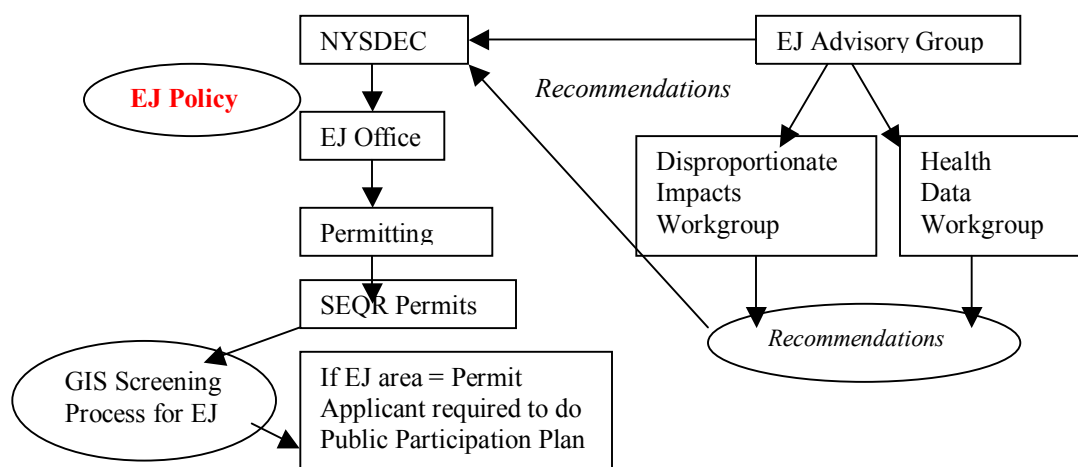 NYSDEC
EJ Advisory Group
EJ Policy
Recommendations
EJ Office
Disproportionate
Impacts
Workgroup
Health
Data
Workgroup
Permitting
SEQR Permits
Recommendations
GIS Screening
Process for EJ
If EJ area = Permit
Applicant required to do
Public Participation Plan